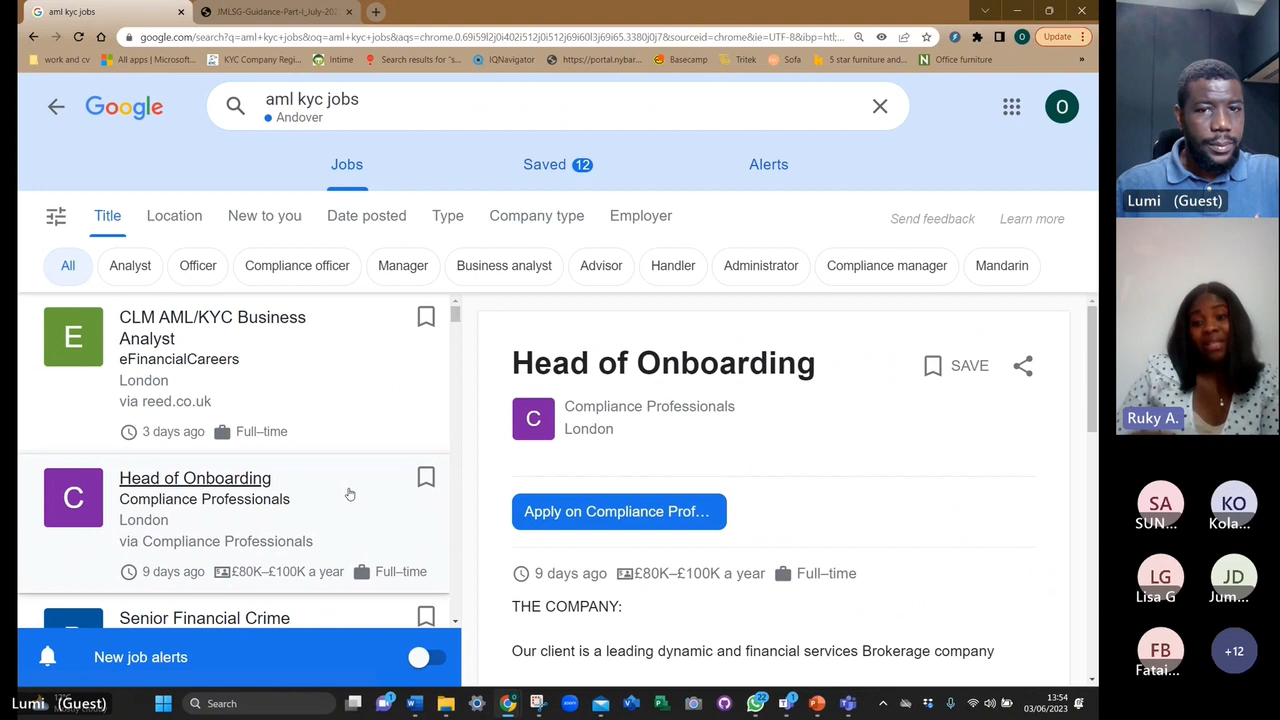 aml kyc jobs
JMLSG-Guidance-Part-I_July-202
google.com/search?q=aml+kyc+jobs&oq=aml+kyc+jobs&aqs=chrome.0.69i59l2j0i402i512j0i512j69i60l3j69i65.3380j0j7&sourceid=chrome&ie=UTF-8&ibp=htl;...
O
Update
work and cv
All apps | Microsoft...
KYC Company Regi...
Intime
Search results for "s...
IQNavigator
https://portal.nybar...
Basecamp
Tritek
Sofa
5 star furniture and...
Office furniture
»
Google
aml kyc jobs
Andover
O
Jobs
Saved 12
Alerts
Title
Location
New to you
Date posted
Type
Company type
Employer
Send feedback
Learn more
All
Analyst
Officer
Compliance officer
Manager
Business analyst
Advisor
Handler
Administrator
Compliance manager
Mandarin
E
CLM AML/KYC Business
Analyst
eFinancialCareers
London
via reed.co.uk
3 days ago
Full–time
C
Head of Onboarding
Compliance Professionals
London
via Compliance Professionals
9 days ago
£80K–£100K a year
Full–time
Senior Financial Crime
New job alerts
Head of Onboarding
SAVE
C
Compliance Professionals
London
Apply on Compliance Prof...
9 days ago
£80K–£100K a year
Full–time
THE COMPANY:
Our client is a leading dynamic and financial services Brokerage company
Lumi (Guest)
Ruky A.
SA
SUN...
KO
Kola...
LG
Lisa G
JD
Jum...
FB
Fatai...
+12
Lumi (Guest)
Search
22
13:54
03/06/2023